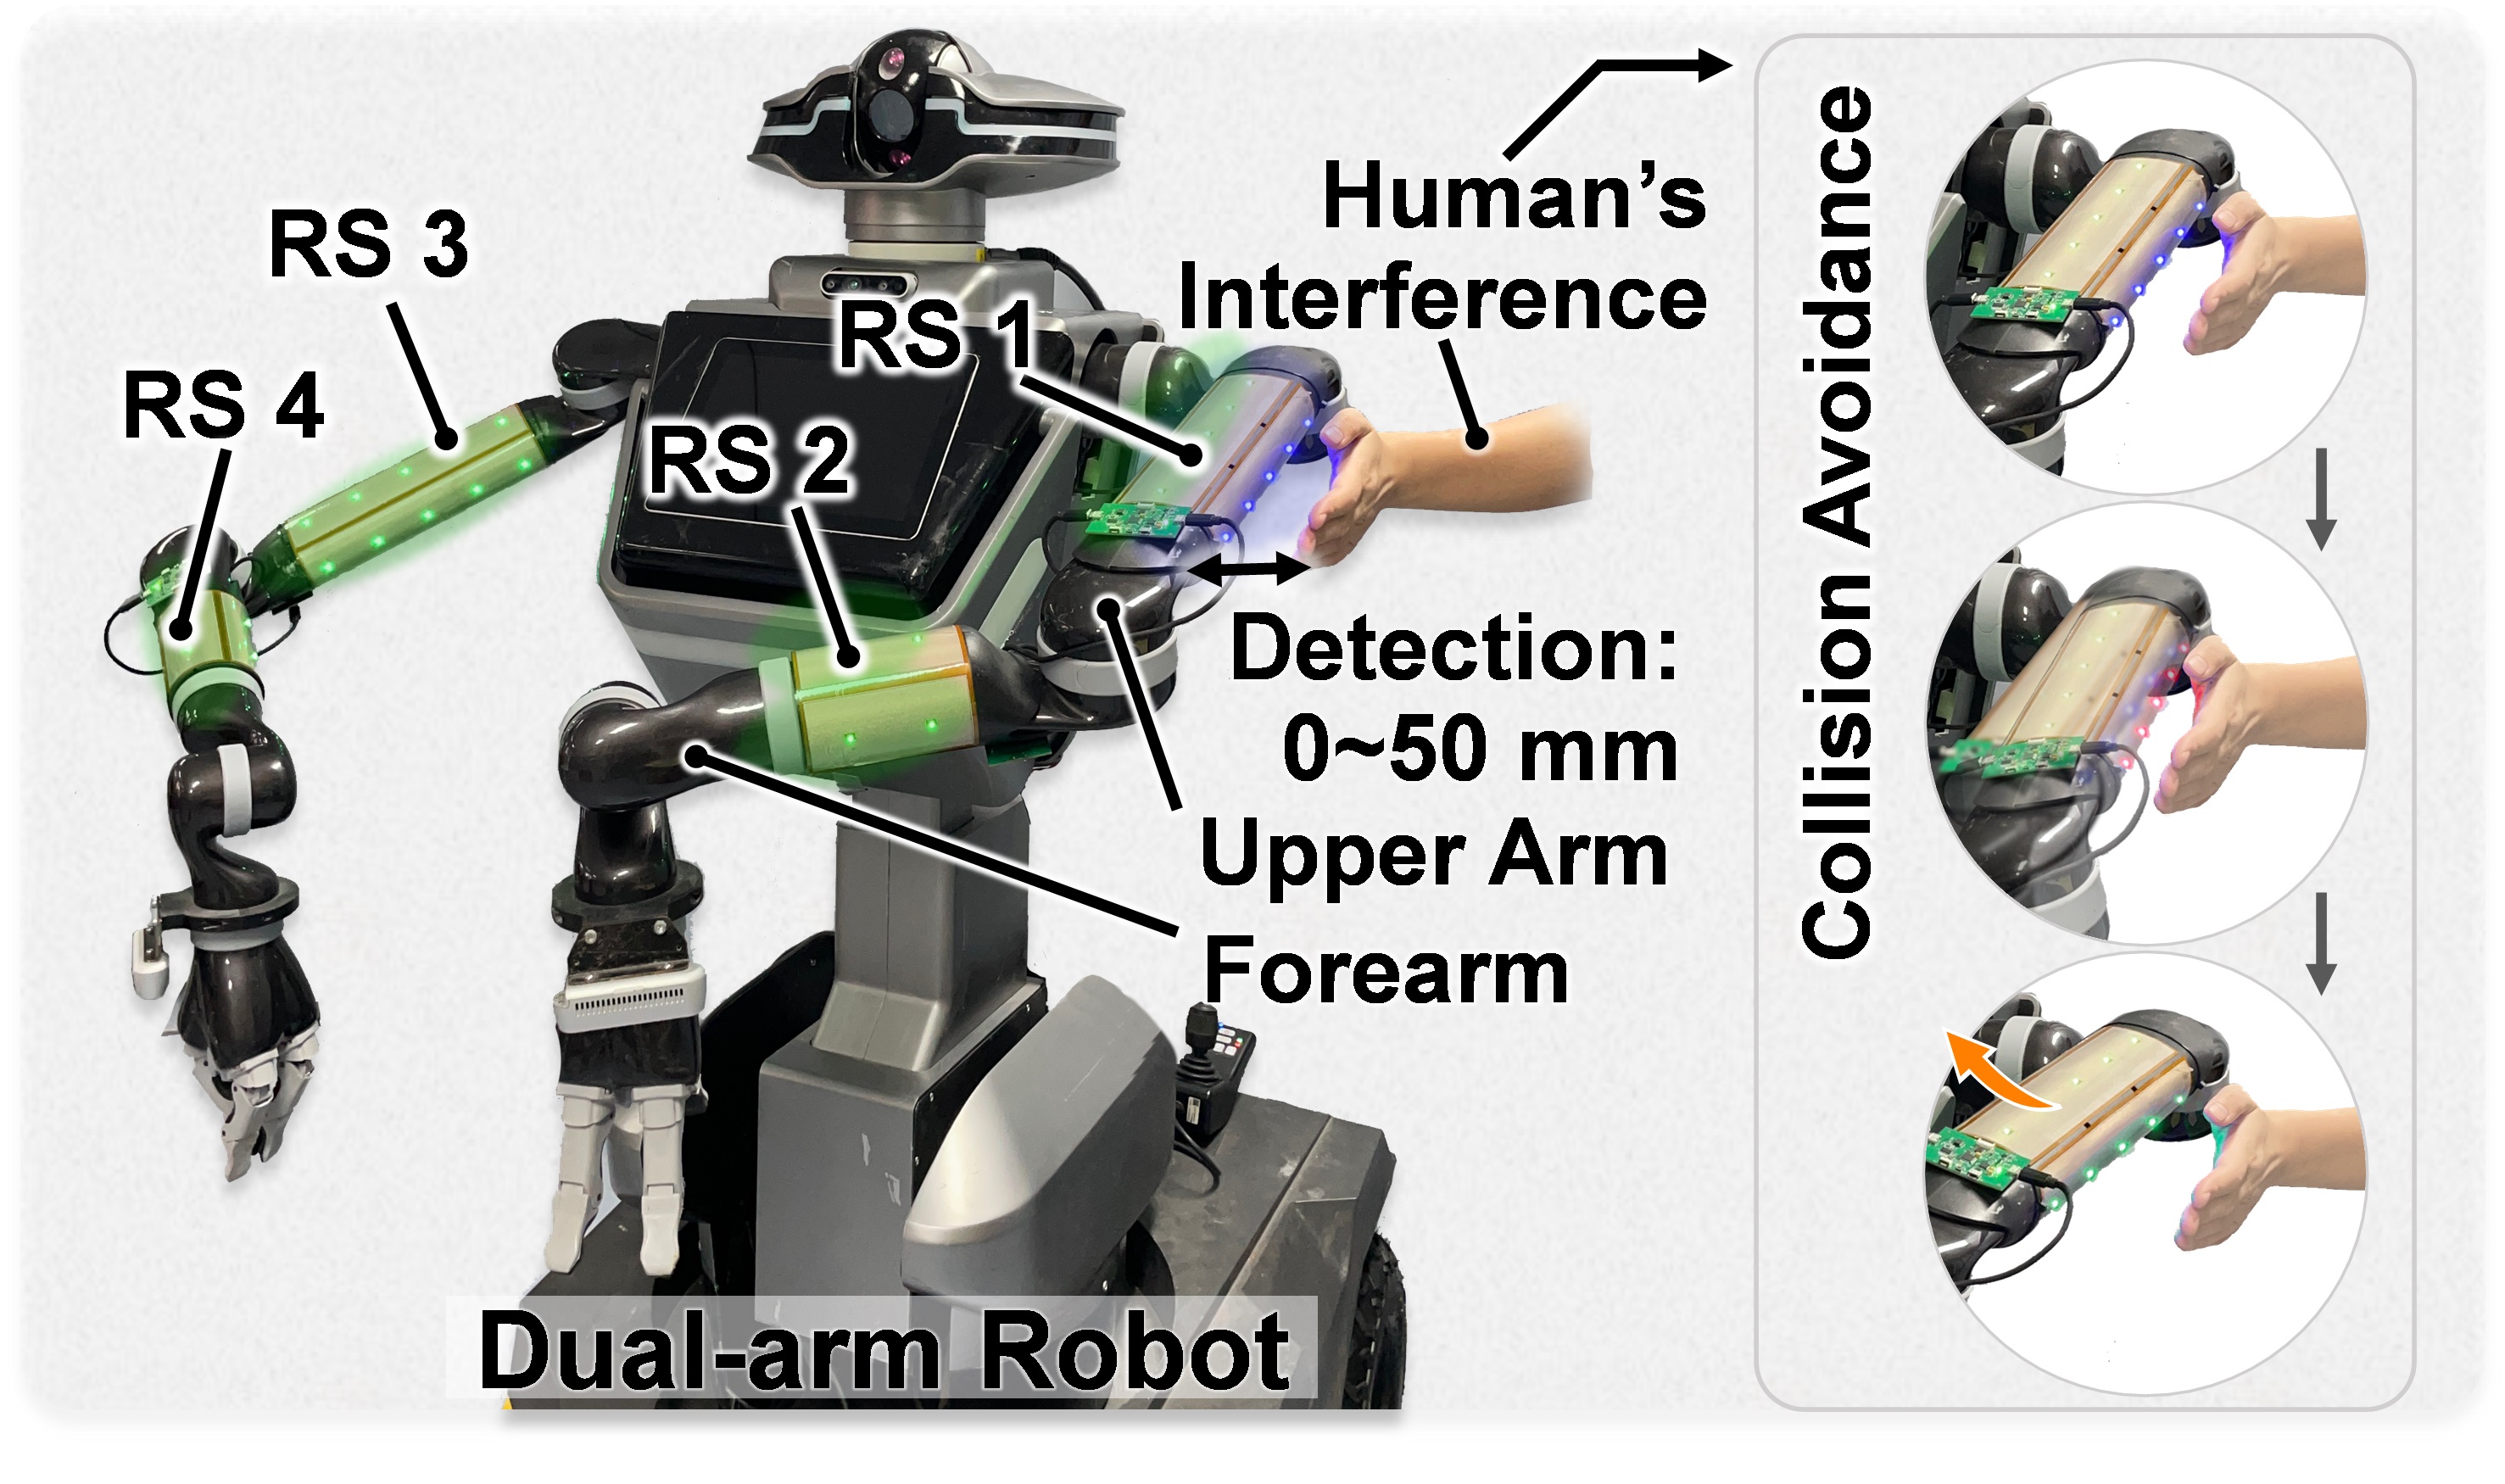 RS 3
RS 4
RS 1
RS 2
Human’s
Interference
Detection:
0~50 mm
Upper Arm
Forearm
Dual-arm Robot
Collision Avoidance